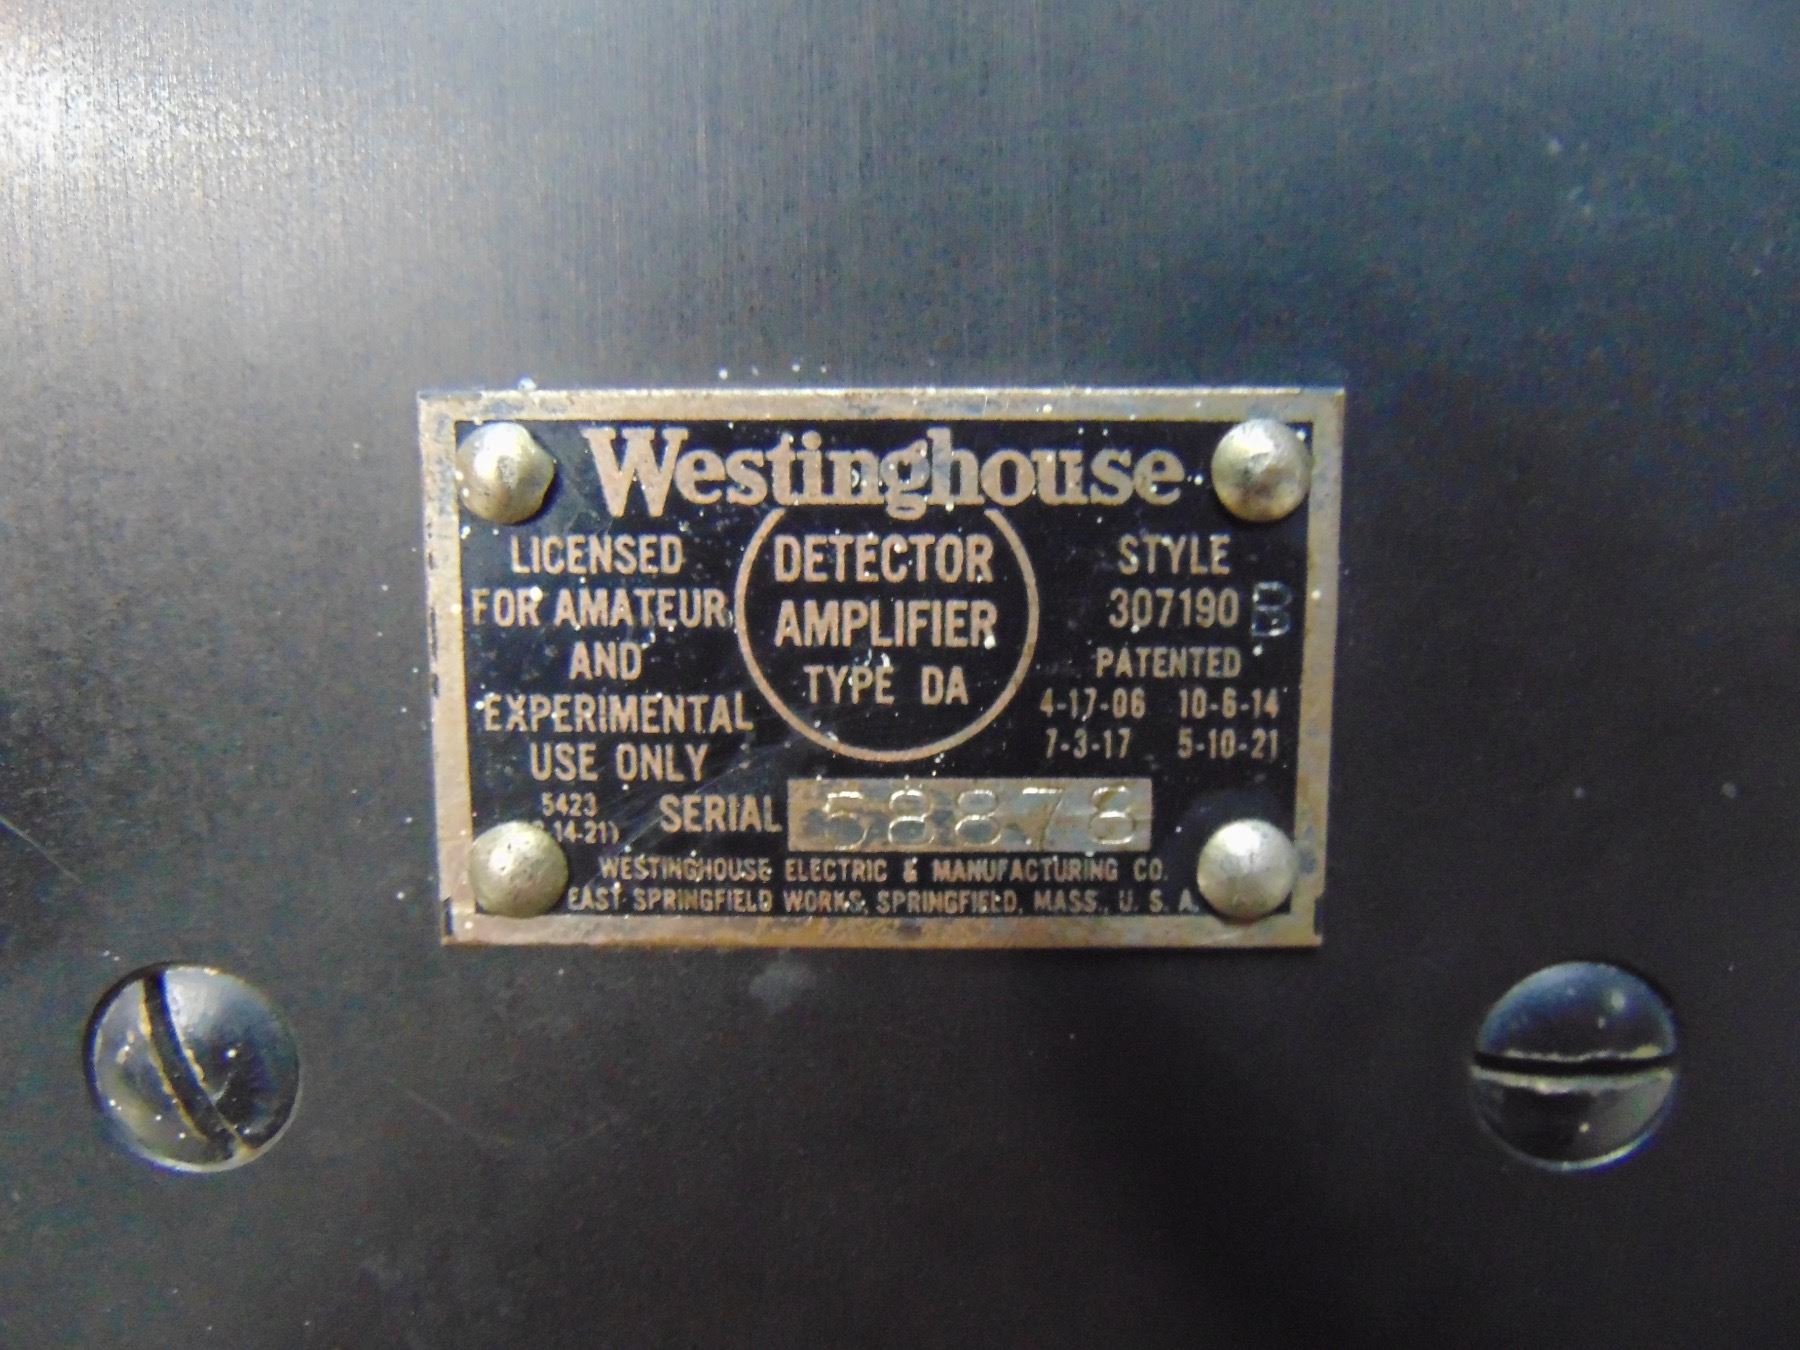 Westinghouse
LICENSED
FOR AMATEUR
AND
EXPERIMENTAL
USE ONLY
5423
14-21)
DETECTOR
AMPLIFIER
TYPE DA
STYLE
307190 B
PATENTED
4-17-06 10-6-14
7-3-17 5-10-21
SERIAL 58878
WESTINGHOUSE ELECTRIC & MANUFACTURING CO.
EAST SPRINGFIELD WORKS, SPRINGFIELD, MASS., U. S. A.